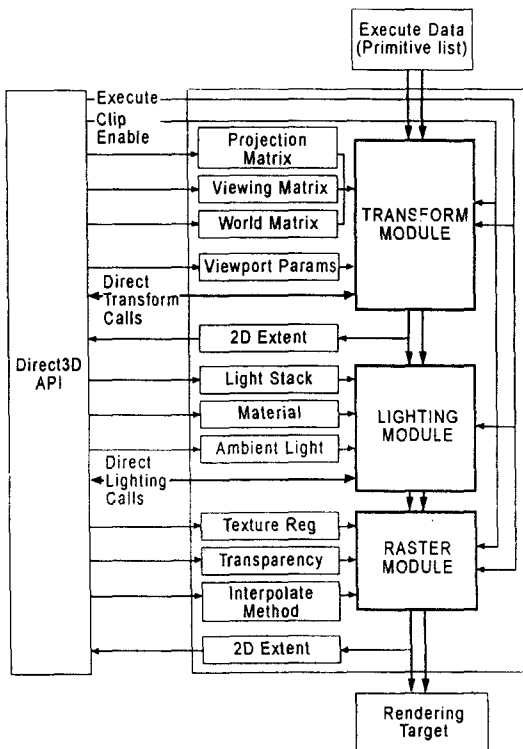 Execute Data
(Primitive list)
Execute
Clip
Enable
Projection
Matrix
Viewing Matrix
World Matrix
TRANSFORM
MODULE
Viewport Params
Direct
Transform
Calls
2D Extent
Direct3D
API
Light Stack
Material
Ambient Light
LIGHTING
MODULE
Direct
Lighting
Calls
Texture Reg
Transparency
Interpolate
Method
RASTER
MODULE
2D Extent
Rendering
Target